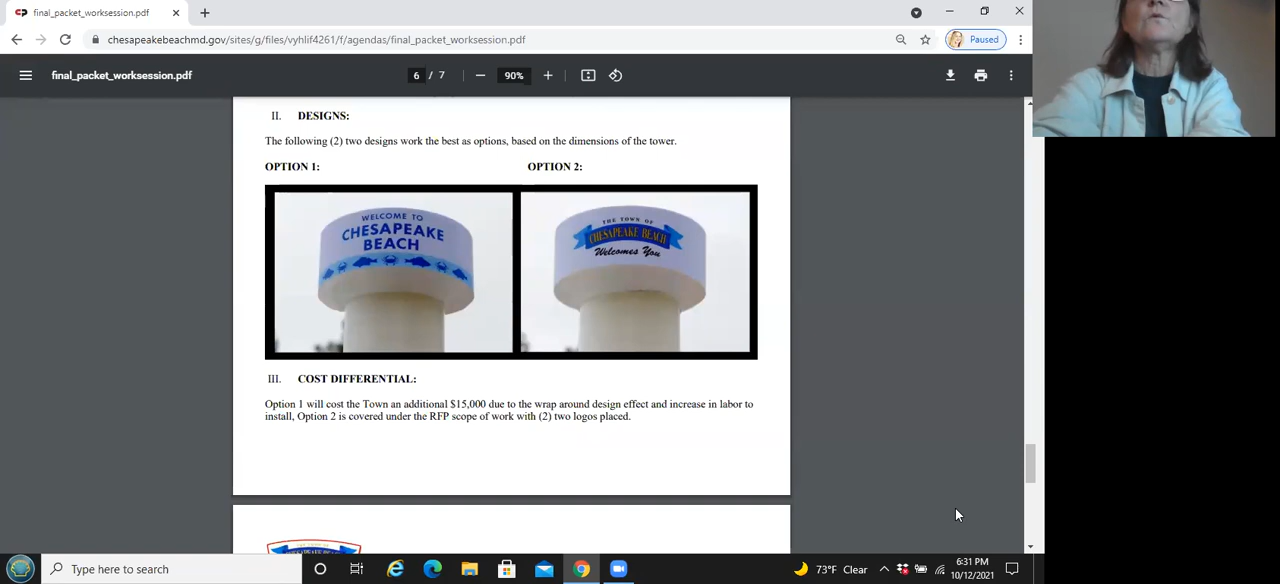 final_packet_worksession.pdf
chesapeakebeachmd.gov/sites/g/files/vyhlif4261/f/agendas/final_packet_worksession.pdf
Paused
final_packet_worksession.pdf
6 / 7
90%
II. DESIGNS:
The following (2) two designs work the best as options, based on the dimensions of the tower.
OPTION 1:
OPTION 2:
WELCOME TO
CHESAPEAKE
BEACH
THE TOWN OF
CHESAPEAKE BEACH
Welcomes You
III. COST DIFFERENTIAL:
Option 1 will cost the Town an additional $15,000 due to the wrap around design effect and increase in labor to
install, Option 2 is covered under the RFP scope of work with (2) two logos placed.
Type here to search
73°F Clear
6:31 PM
10/12/2021